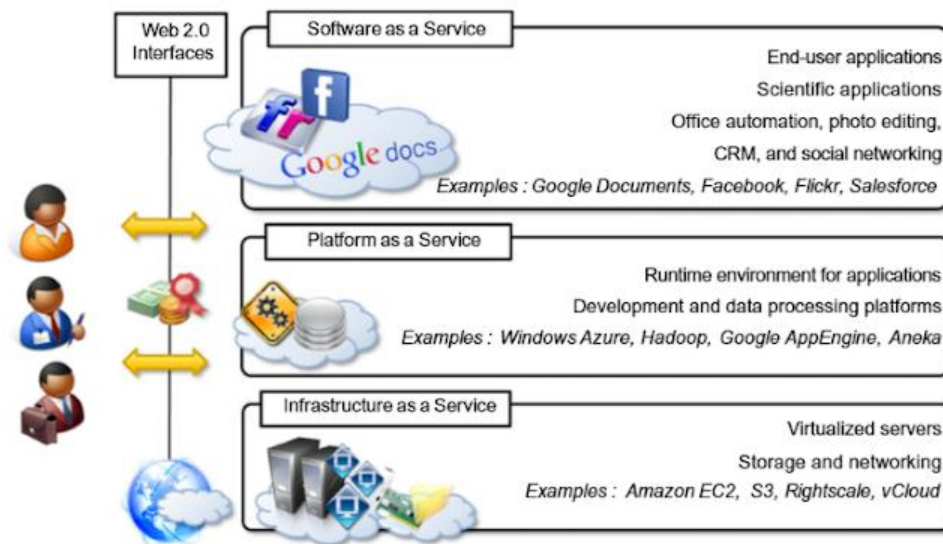 Web 2.0
Interfaces
Software as a Service
End-user applications
Scientific applications
Office automation, photo editing,
CRM, and social networking
Examples : Google Documents, Facebook, Flickr, Salesforce
f
fr
Google docs
Platform as a Service
Runtime environment for applications
Development and data processing platforms
Examples : Windows Azure, Hadoop, Google AppEngine, Aneka
Infrastructure as a Service
Virtualized servers
Storage and networking
Examples : Amazon EC2, S3, Rightscale, vCloud